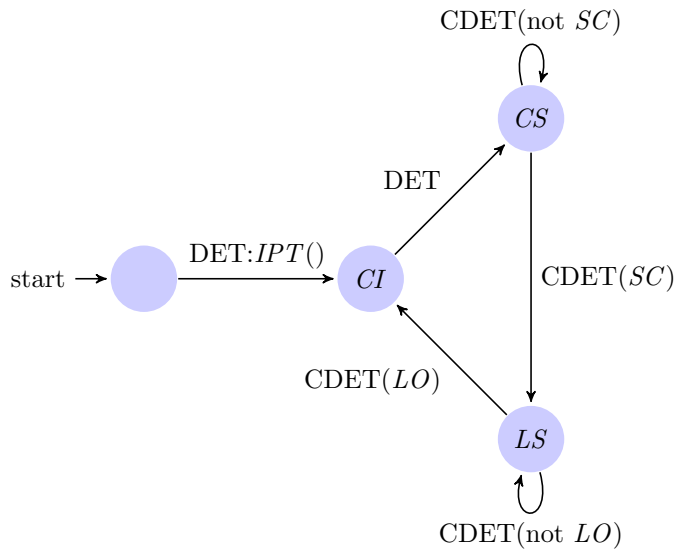 CDET(not SC)
CS
DET
DET:IPT()
start
CI
CDET(SC)
CDET(LO)
LS
CDET(not LO)